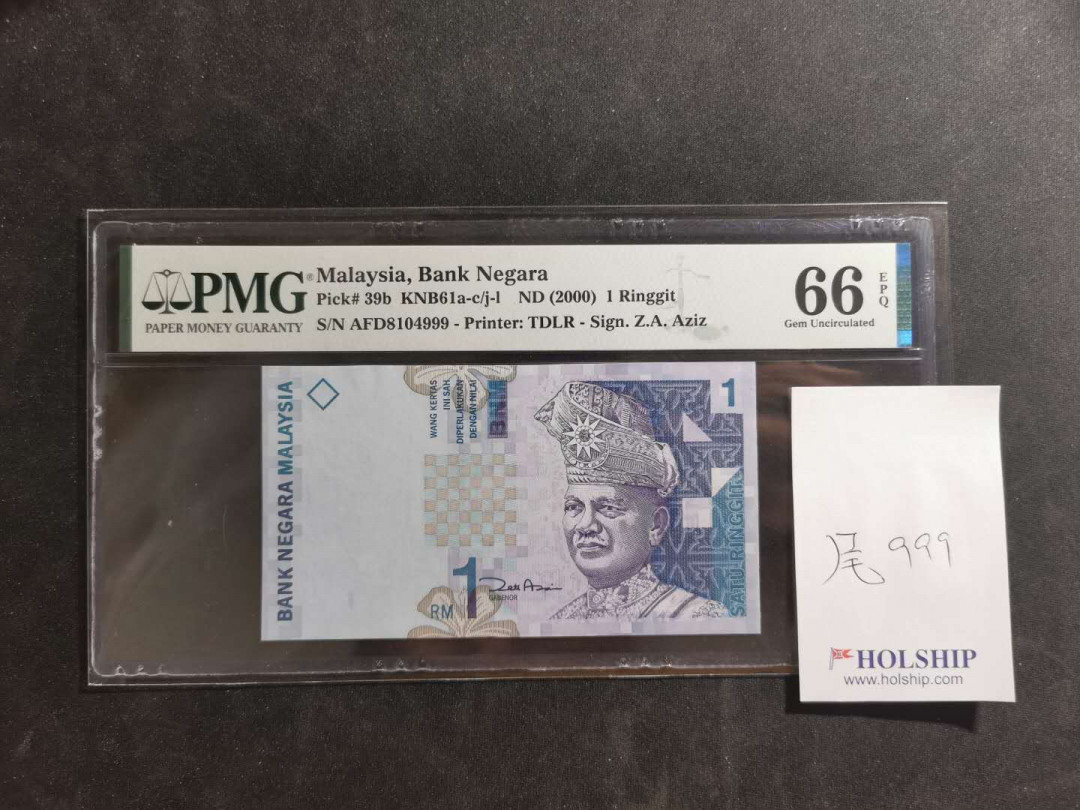 PMG®
PAPER MONEY GUARANTY
Malaysia, Bank Negara
Pick# 39b KNB61a-c/j-l ND (2000) 1 Ringgit
S/N AFD8104999 - Printer: TDLR - Sign. Z.A. Aziz
66
EPQ
Gem Uncirculated
BANK NEGARA MALAYSIA
WANG KERTAS
INI SAH
DIPERLAKUKAN
DENGAN NILAI
BNM
1
SATU RINGGIT
RM 1
GABENOR
尾 999
HOLSHIP
www.holship.com